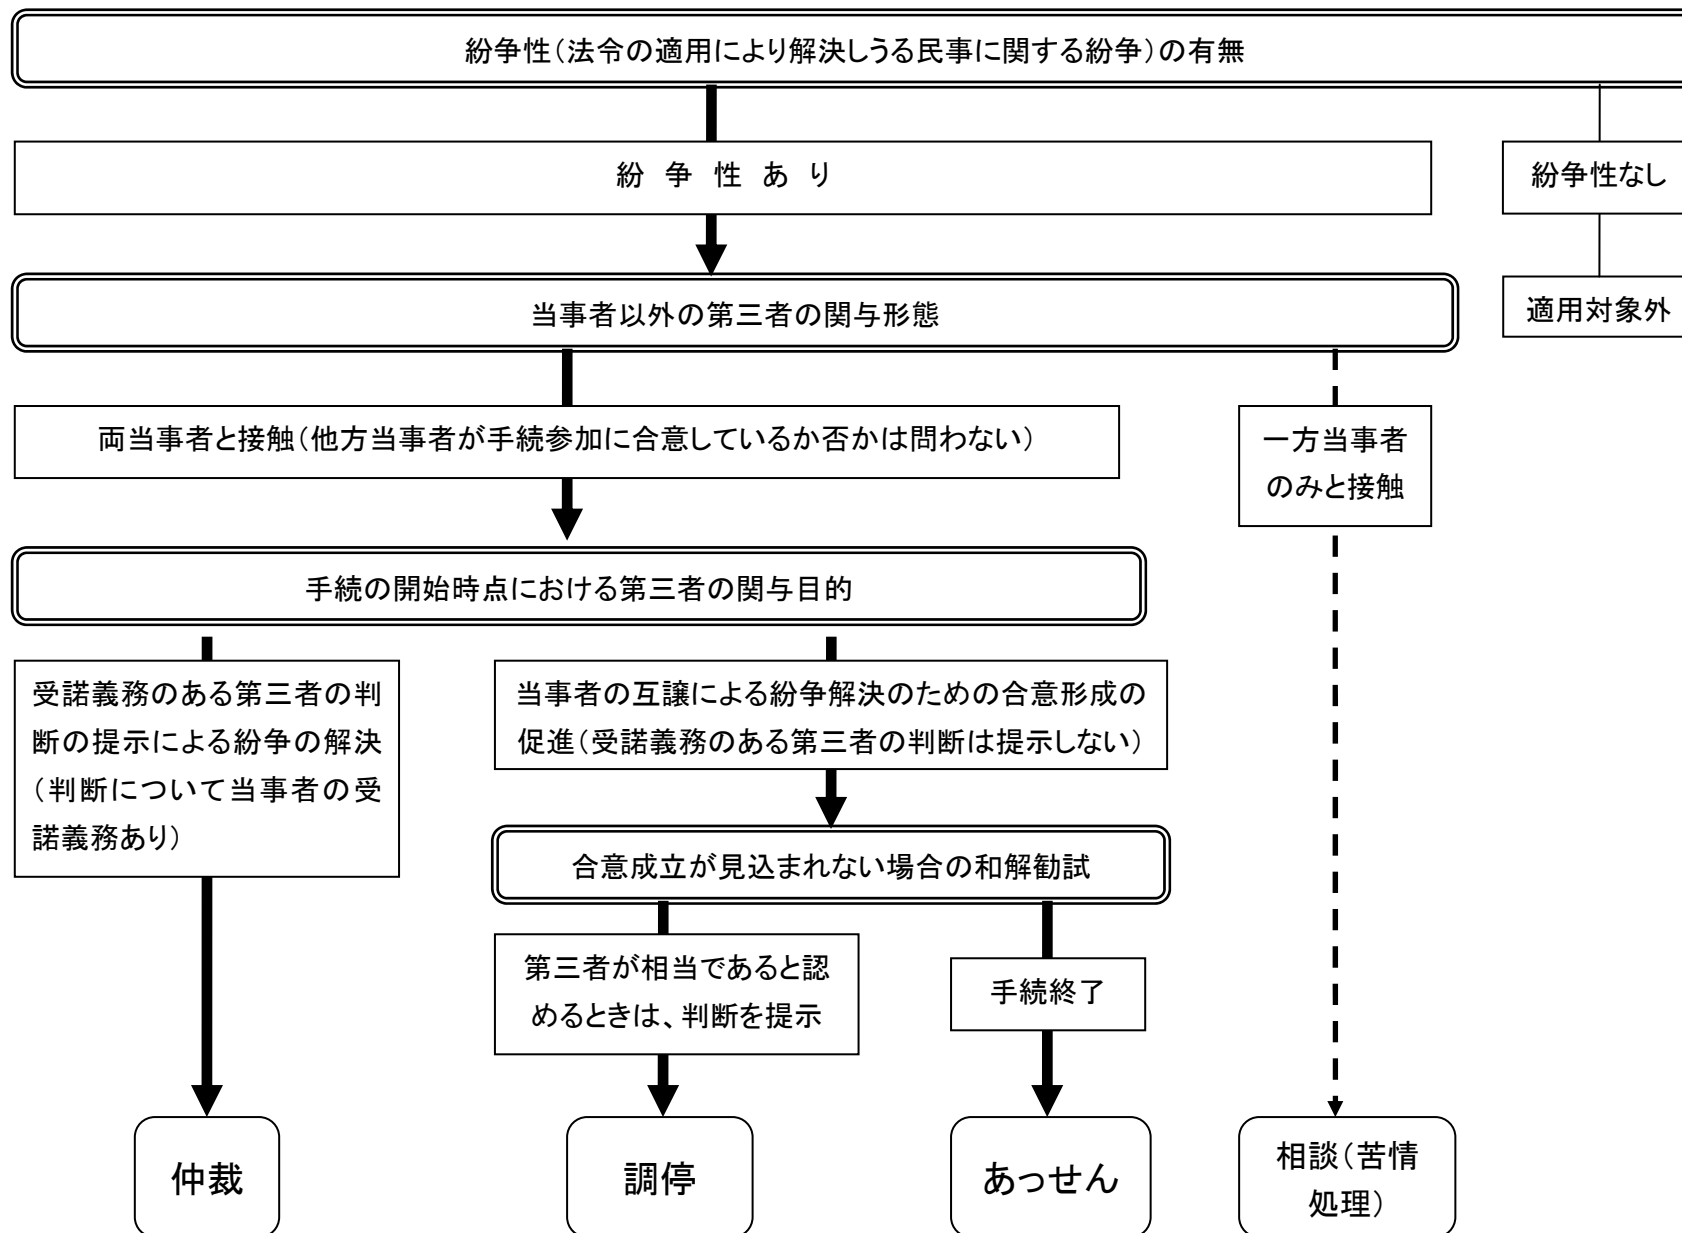 紛争性(法令の適用により解決しうる民事に関する紛争)の有無
紛争性あり
紛争性なし
当事者以外の第三者の関与形態
適用対象外
両当事者と接触(他方当事者が手続参加に合意しているか否かは問わない)
一方当事者
のみと接触
手続の開始時点における第三者の関与目的
受諾義務のある第三者の判
断の提示による紛争の解決
(判断について当事者の受
諾義務あり)
当事者の互譲による紛争解決のための合意形成の
促進(受諾義務のある第三者の判断は提示しない)
合意成立が見込まれない場合の和解勧試
第三者が相当であると認
めるときは、判断を提示
手続終了
仲裁
調停
あっせん
相談(苦情
処理)